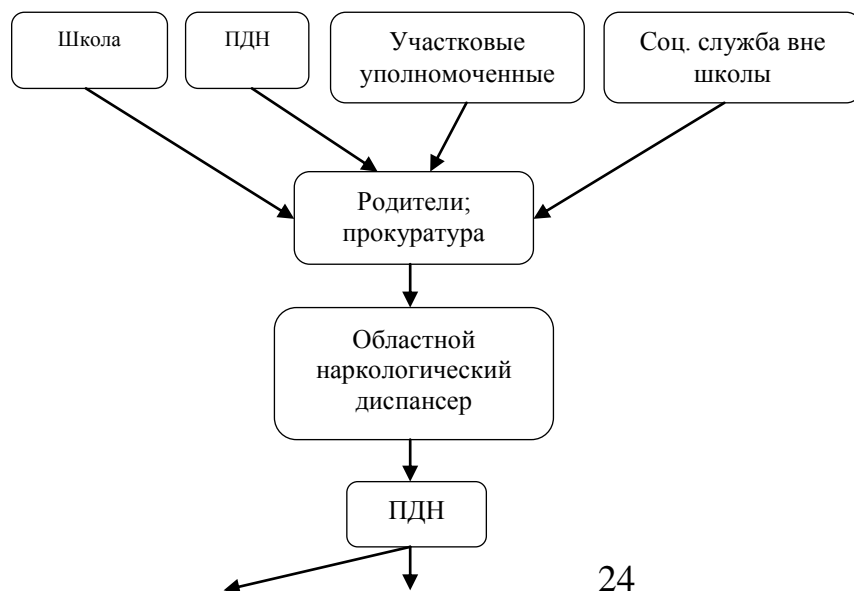 Школа
ПДН
Участковые
уполномоченные
Соц. служба вне
школы
Родители;
прокуратура
Областной
наркологический
диспансер
ПДН
24